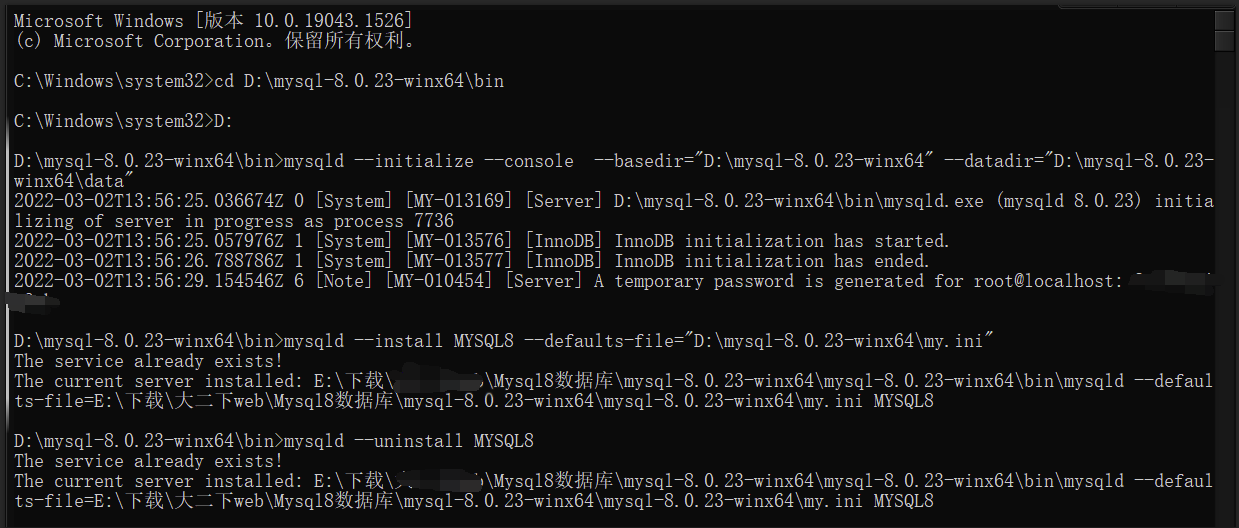 Microsoft Windows [版本 10.0.19043.1526]
(c) Microsoft Corporation。保留所有权利。
C:\Windows\system32>cd D:\mysql-8.0.23-winx64\bin
C:\Windows\system32>D:
D:\mysql-8.0.23-winx64\bin>mysqld --initialize --console  --basedir="D:\mysql-8.0.23-winx64" --datadir="D:\mysql-8.0.23-
winx64\data"
2022-03-02T13:56:25.036674Z 0 [System] [MY-013169] [Server] D:\mysql-8.0.23-winx64\bin\mysqld.exe (mysqld 8.0.23) initia
lizing of server in progress as process 7736
2022-03-02T13:56:25.057976Z 1 [System] [MY-013576] [InnoDB] InnoDB initialization has started.
2022-03-02T13:56:26.788786Z 1 [System] [MY-013577] [InnoDB] InnoDB initialization has ended.
2022-03-02T13:56:29.154546Z 6 [Note] [MY-010454] [Server] A temporary password is generated for root@localhost:
D:\mysql-8.0.23-winx64\bin>mysqld --install MYSQL8 --defaults-file="D:\mysql-8.0.23-winx64\my.ini"
The service already exists!
The current server installed: E:\下载\ \Mysql8数据库\mysql-8.0.23-winx64\mysql-8.0.23-winx64\bin\mysqld --defaul
ts-file=E:\下载\大二下web\Mysql8数据库\mysql-8.0.23-winx64\mysql-8.0.23-winx64\my.ini MYSQL8
D:\mysql-8.0.23-winx64\bin>mysqld --uninstall MYSQL8
The service already exists!
The current server installed: E:\下载\ \Mysql8数据库\mysql-8.0.23-winx64\mysql-8.0.23-winx64\bin\mysqld --defaul
ts-file=E:\下载\大二下web\Mysql8数据库\mysql-8.0.23-winx64\mysql-8.0.23-winx64\my.ini MYSQL8